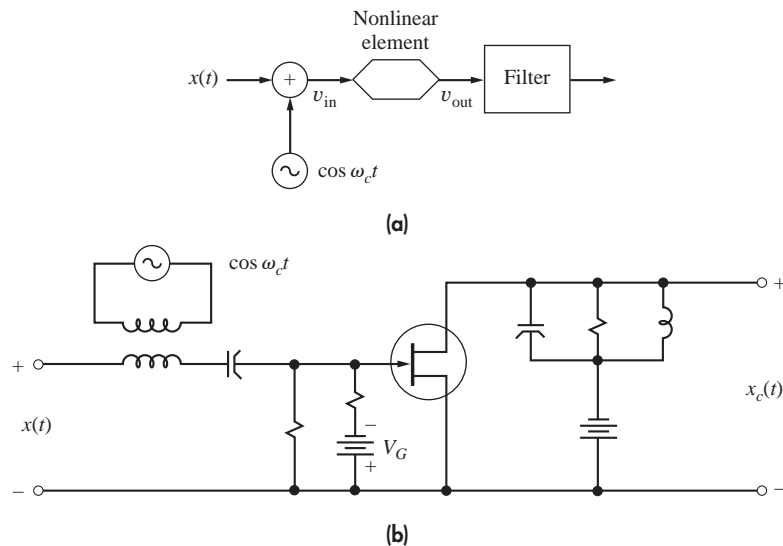 Nonlinear
element
x(t)
+
v_in
v_out
Filter
cos ω_c t
(a)
cos ω_c t
+
+
x(t)
−
V_G
+
x_c(t)
−
−
(b)